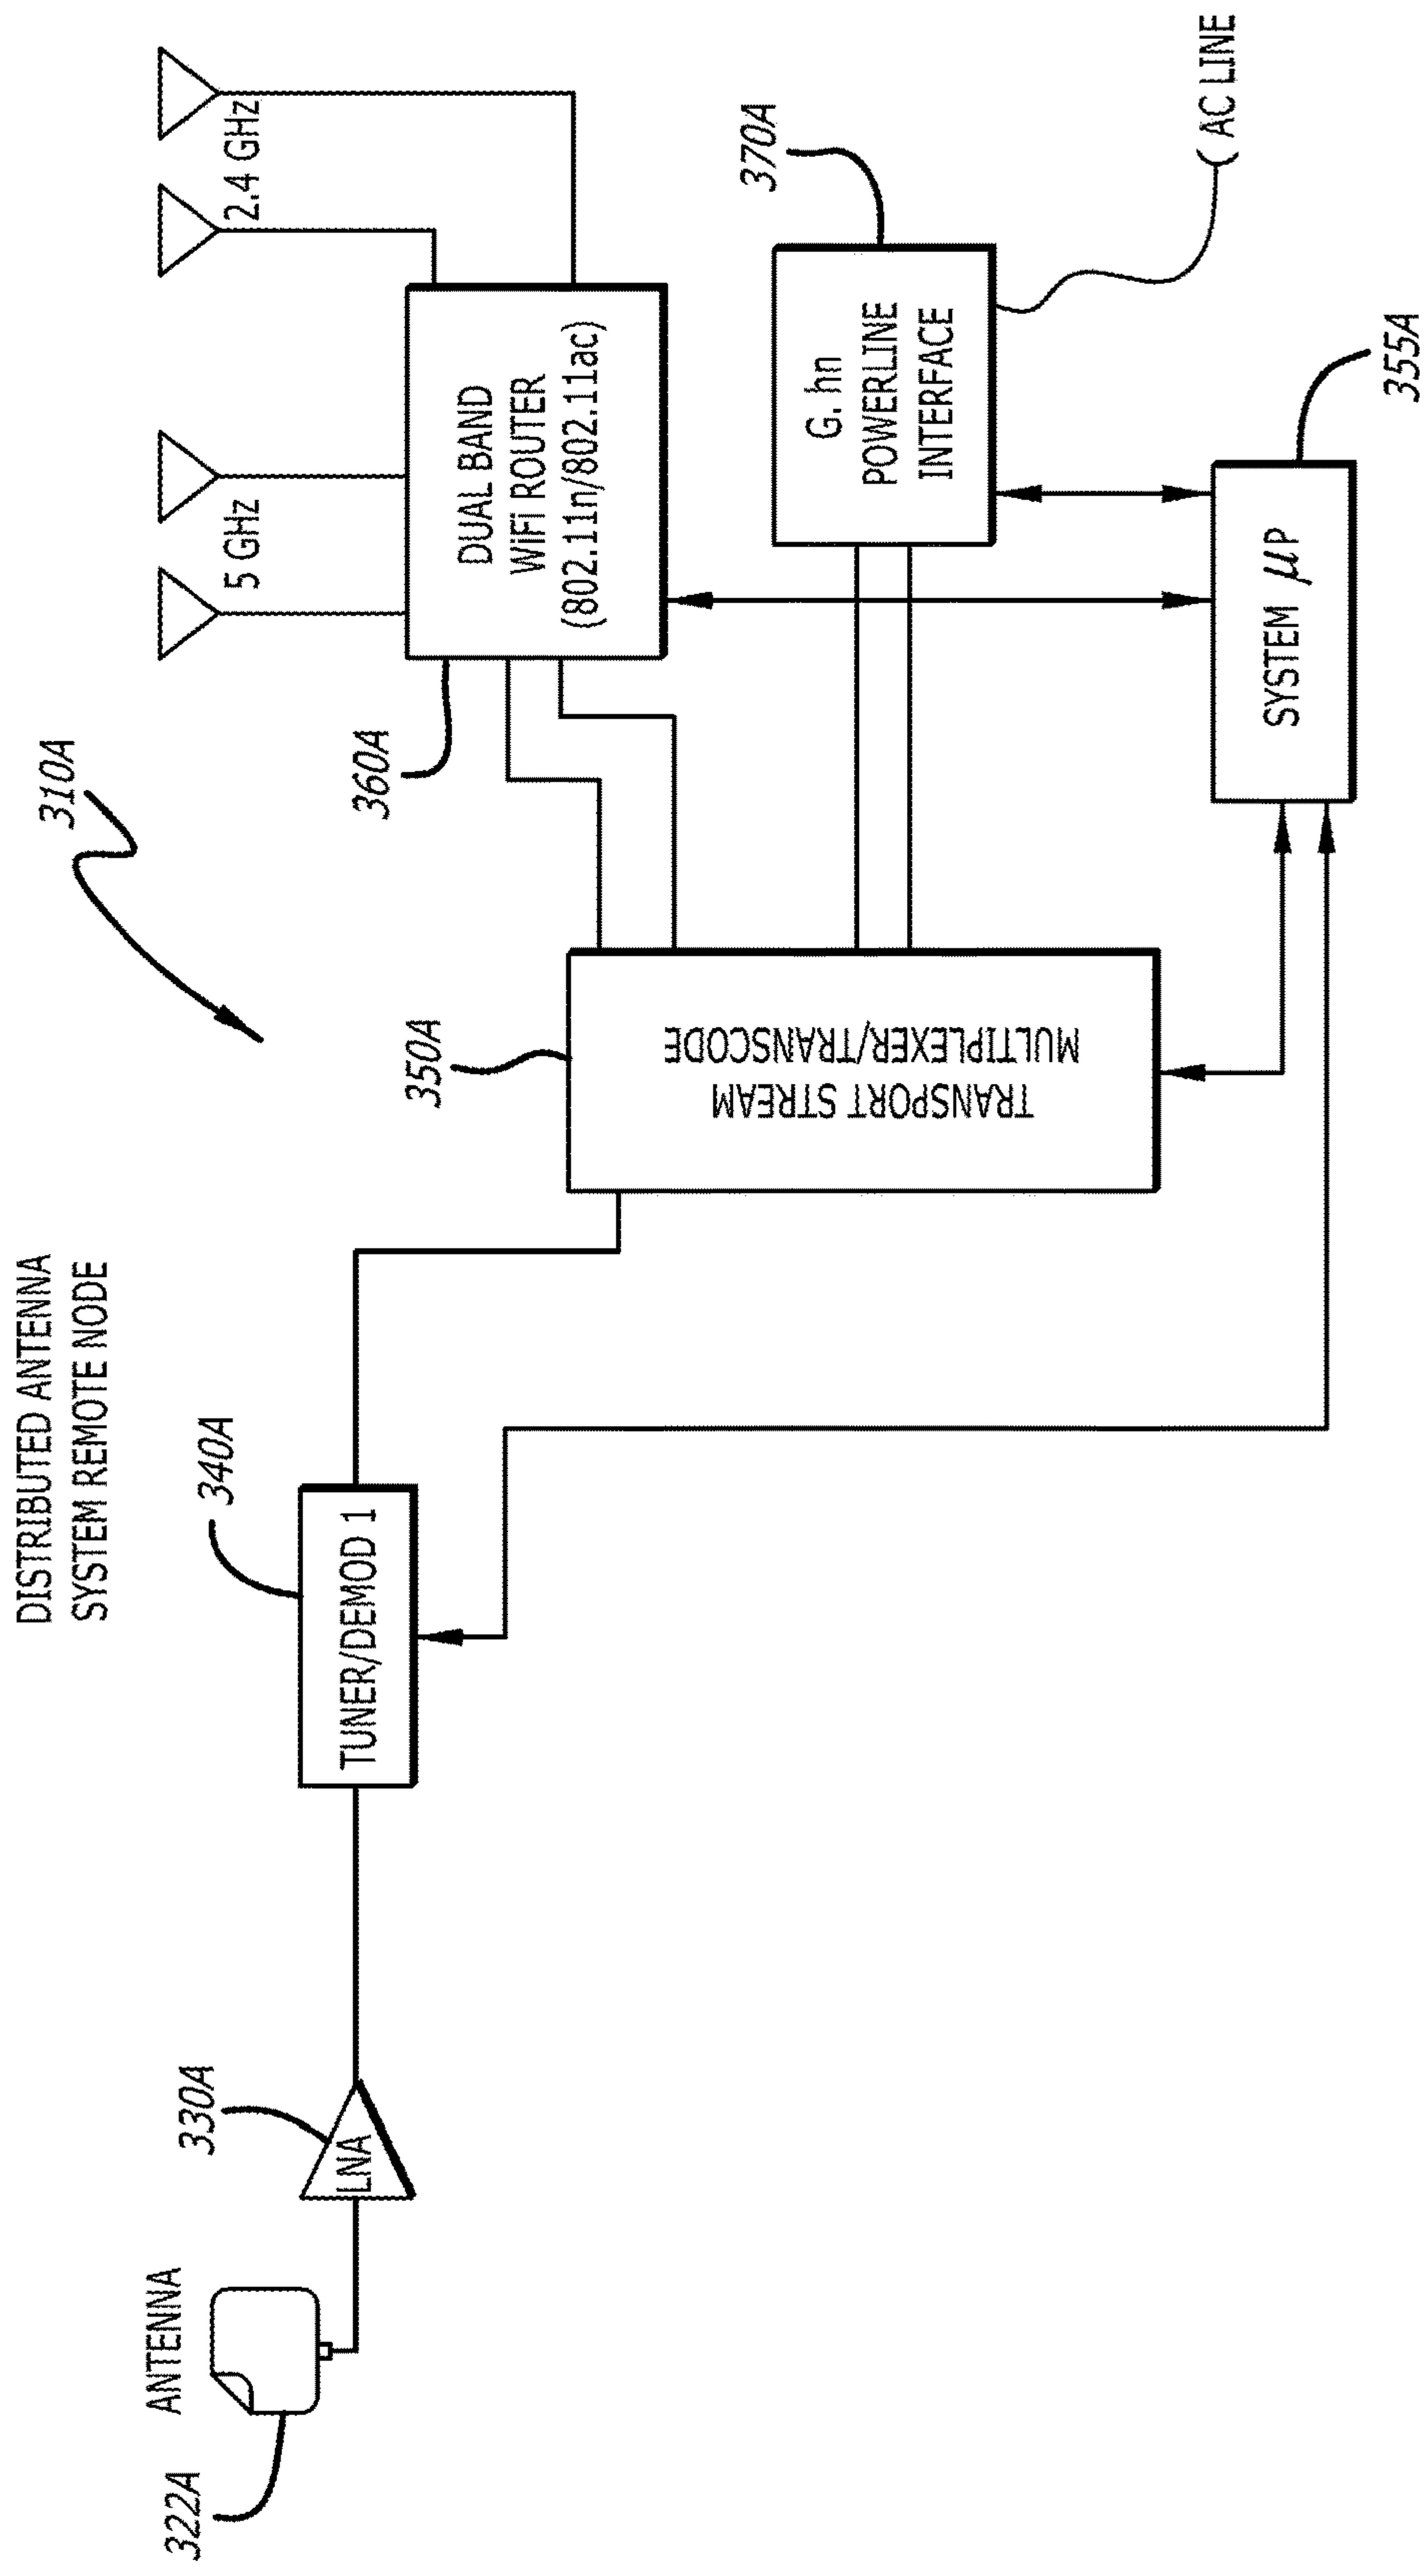 DISTRIBUTED ANTENNA
SYSTEM REMOTE NODE
310A
ANTENNA
322A
LNA
330A
TUNER/DEMOD 1
340A
TRANSPORT STREAM
MULTIPLEXER/TRANSCODE
350A
5 GHz
2.4 GHz
DUAL BAND
WiFi ROUTER
(802.11n/802.11ac)
360A
G.hn
POWERLINE
INTERFACE
370A
AC LINE
SYSTEM μP
355A